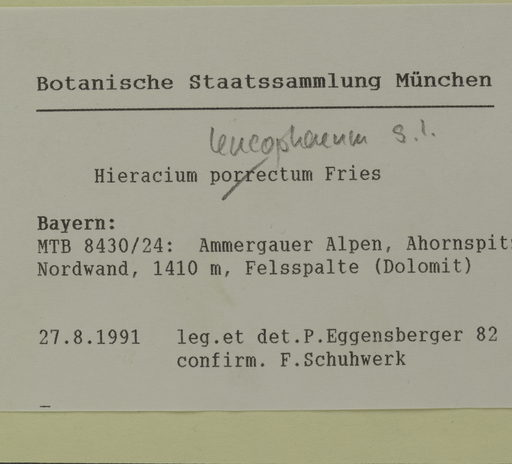 Botanische Staatssammlung München
leucophaeum s.l.
Hieracium porrectum Fries
Bayern:
MTB 8430/24: Ammergauer Alpen, Ahornspit
Nordwand, 1410 m, Felsspalte (Dolomit)
27.8.1991 leg.et det.P.Eggensberger 82
confirm. F.Schuhwerk